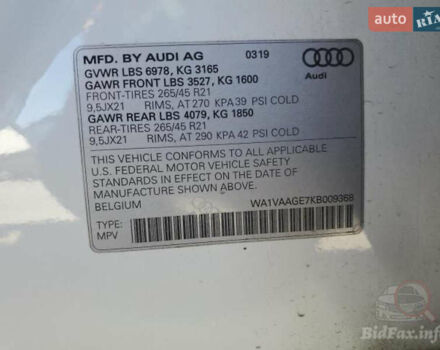 AUTO RIA
MFD. BY AUDI AG 0319
GVWR LBS 6978, KG 3165
GAWR FRONT LBS 3527, KG 1600
FRONT-TIRES 265/45 R21
9,5JX21 RIMS, AT 270 KPA 39 PSI COLD
GAWR REAR LBS 4079, KG 1850
REAR-TIRES 265/45 R21
9,5JX21 RIMS, AT 290 KPA 42 PSI COLD
Audi
THIS VEHICLE CONFORMS TO ALL APPLICABLE
U.S. FEDERAL MOTOR VEHICLE SAFETY
STANDARDS IN EFFECT ON THE DATE OF
MANUFACTURE SHOWN ABOVE.
BELGIUM WA1VAAGE7KB009368
TYPE:
MPV
BidFax.info